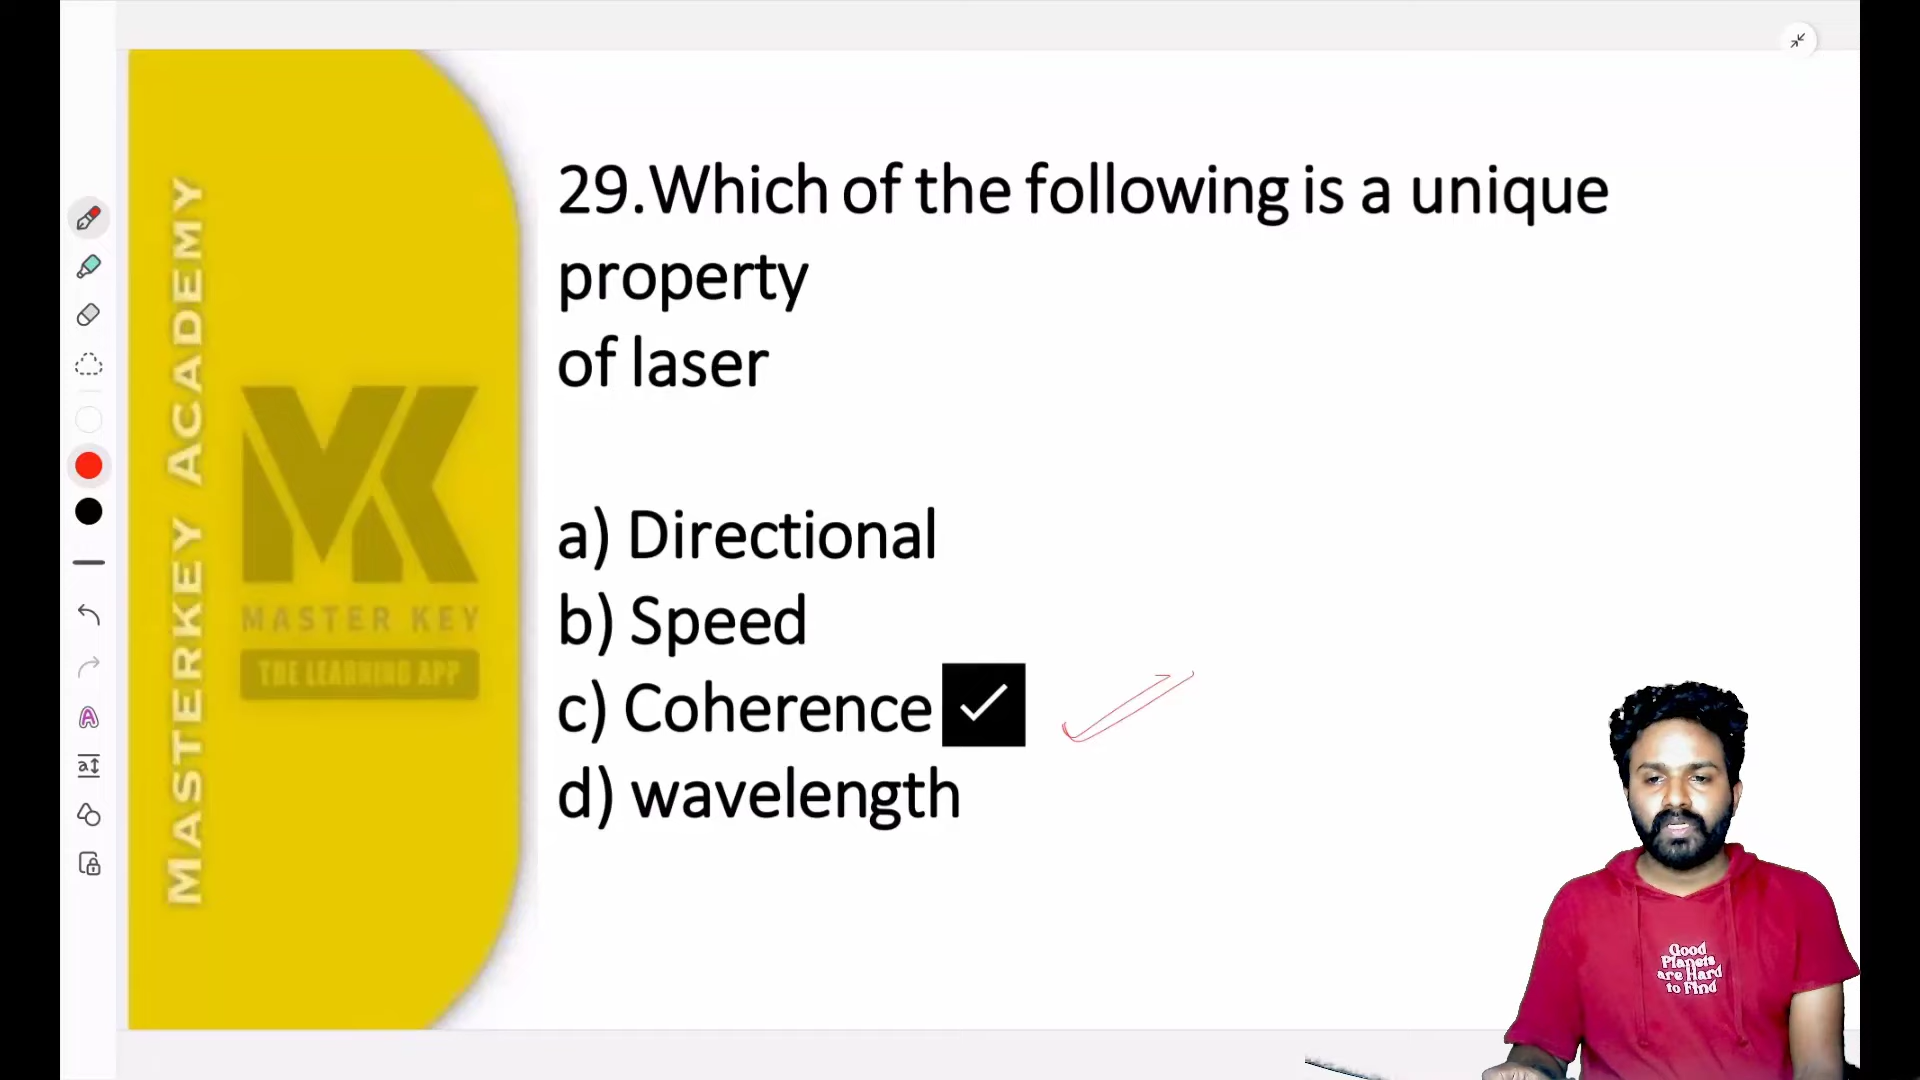 MASTERKEY ACADEMY
MK
MASTER KEY
THE LEARNING APP
29.Which of the following is a unique
property
of laser
a) Directional
b) Speed
c) Coherence
d) wavelength
Good
Planets
are Hard
to Find